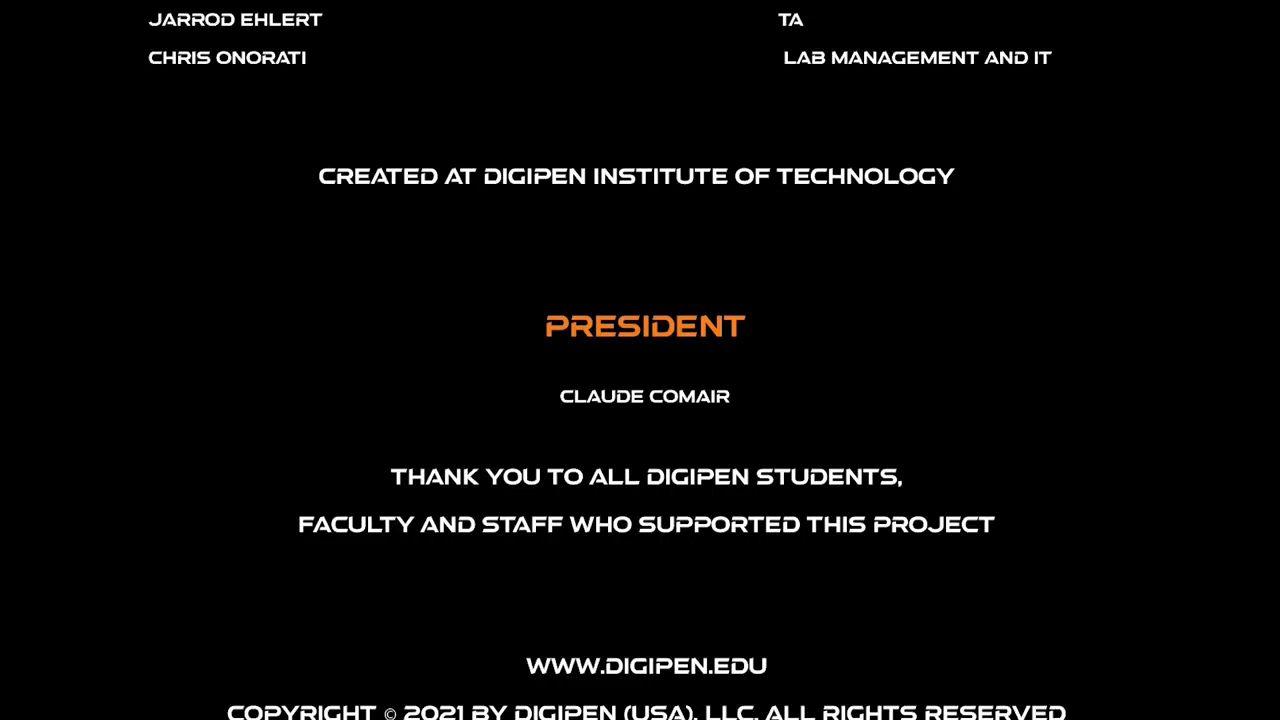 JARROD EHLERT TA
CHRIS ONORATI LAB MANAGEMENT AND IT
CREATED AT DIGIPEN INSTITUTE OF TECHNOLOGY
PRESIDENT
CLAUDE COMAIR
THANK YOU TO ALL DIGIPEN STUDENTS,
FACULTY AND STAFF WHO SUPPORTED THIS PROJECT
WWW.DIGIPEN.EDU
COPYRIGHT © 2021 BY DIGIPEN (USA), LLC. ALL RIGHTS RESERVED